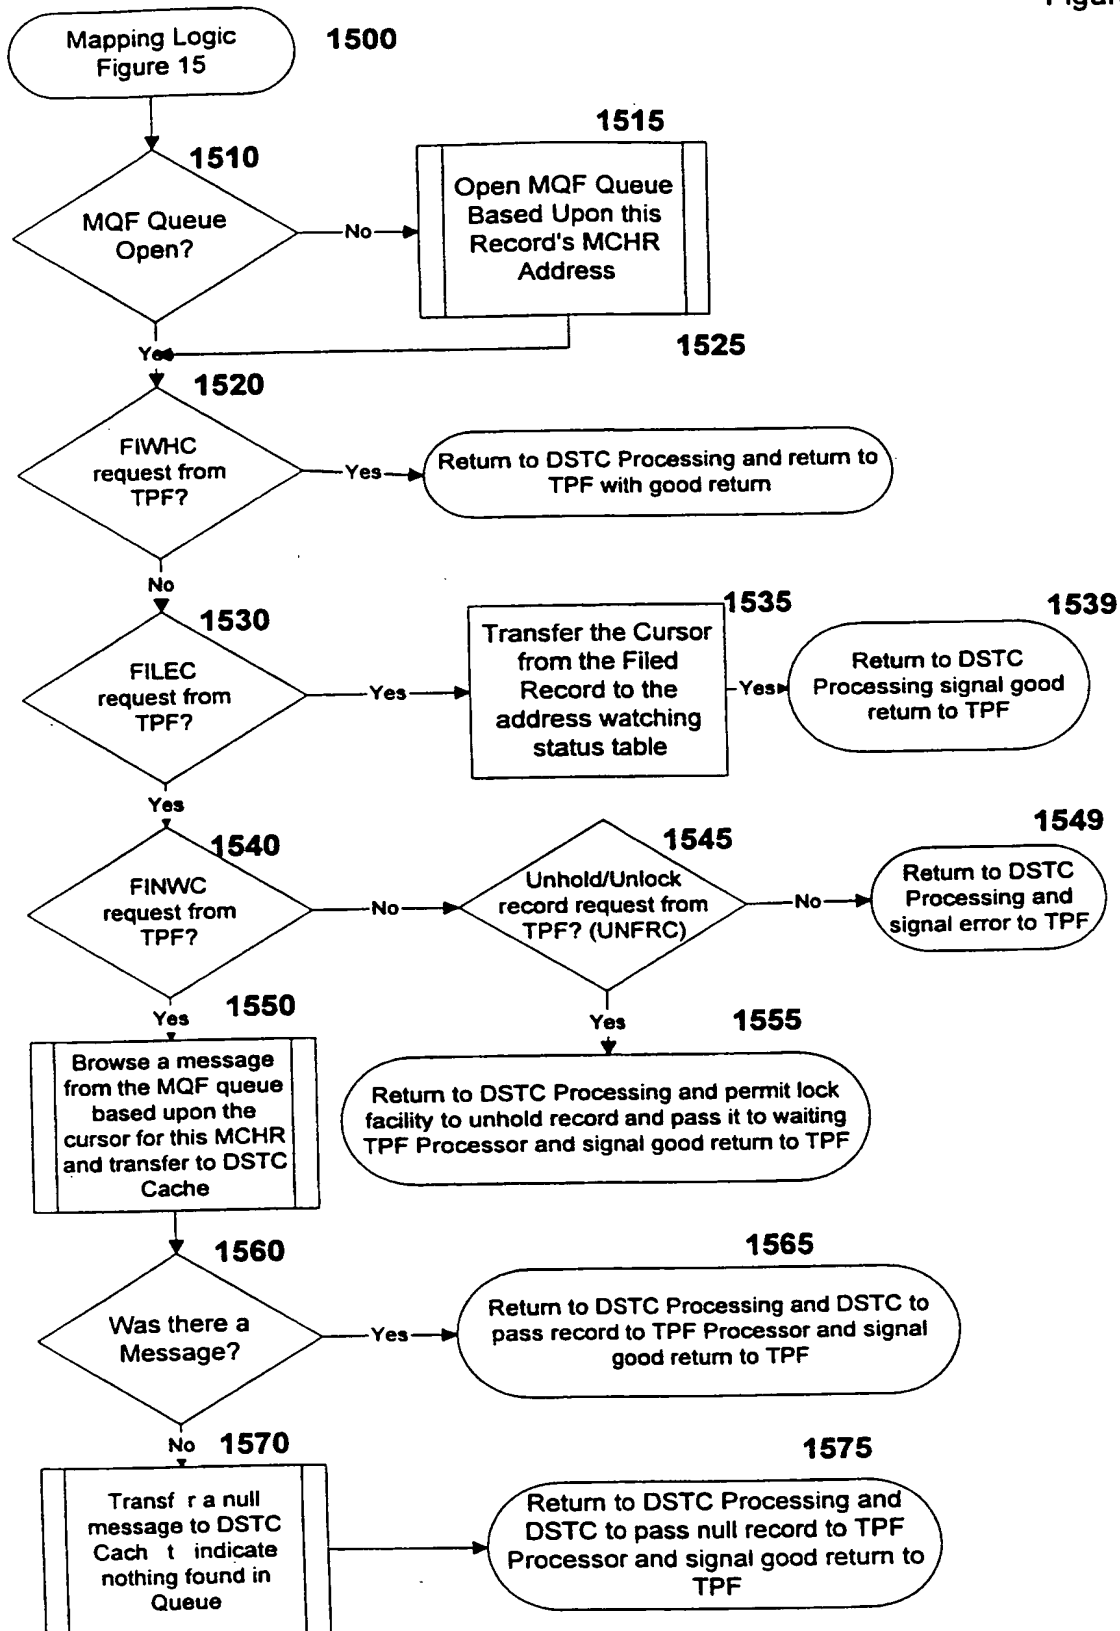 Figur
Mapping Logic
Figure 15
1500
1510
MQF Queue
Open?
No
1515
Open MQF Queue
Based Upon this
Record's MCHR
Address
1525
Yes
1520
FIWHC
request from
TPF?
Yes
Return to DSTC Processing and return to
TPF with good return
No
1530
FILEC
request from
TPF?
Yes
1535
Transfer the Cursor
from the Filed
Record to the
address watching
status table
Yes
1539
Return to DSTC
Processing signal good
return to TPF
Yes
1540
FINWC
request from
TPF?
No
1545
Unhold/Unlock
record request from
TPF? (UNFRC)
No
1549
Return to DSTC
Processing and
signal error to TPF
Yes
1550
Browse a message
from the MQF queue
based upon the
cursor for this MCHR
and transfer to DSTC
Cache
Yes
1555
Return to DSTC Processing and permit lock
facility to unhold record and pass it to waiting
TPF Processor and signal good return to TPF
1560
Was there a
Message?
Yes
1565
Return to DSTC Processing and DSTC to
pass record to TPF Processor and signal
good return to TPF
No
1570
Transf r a null
message to DSTC
Cach t indicate
nothing found in
Queue
1575
Return to DSTC Processing and
DSTC to pass null record to TPF
Processor and signal good return to
TPF